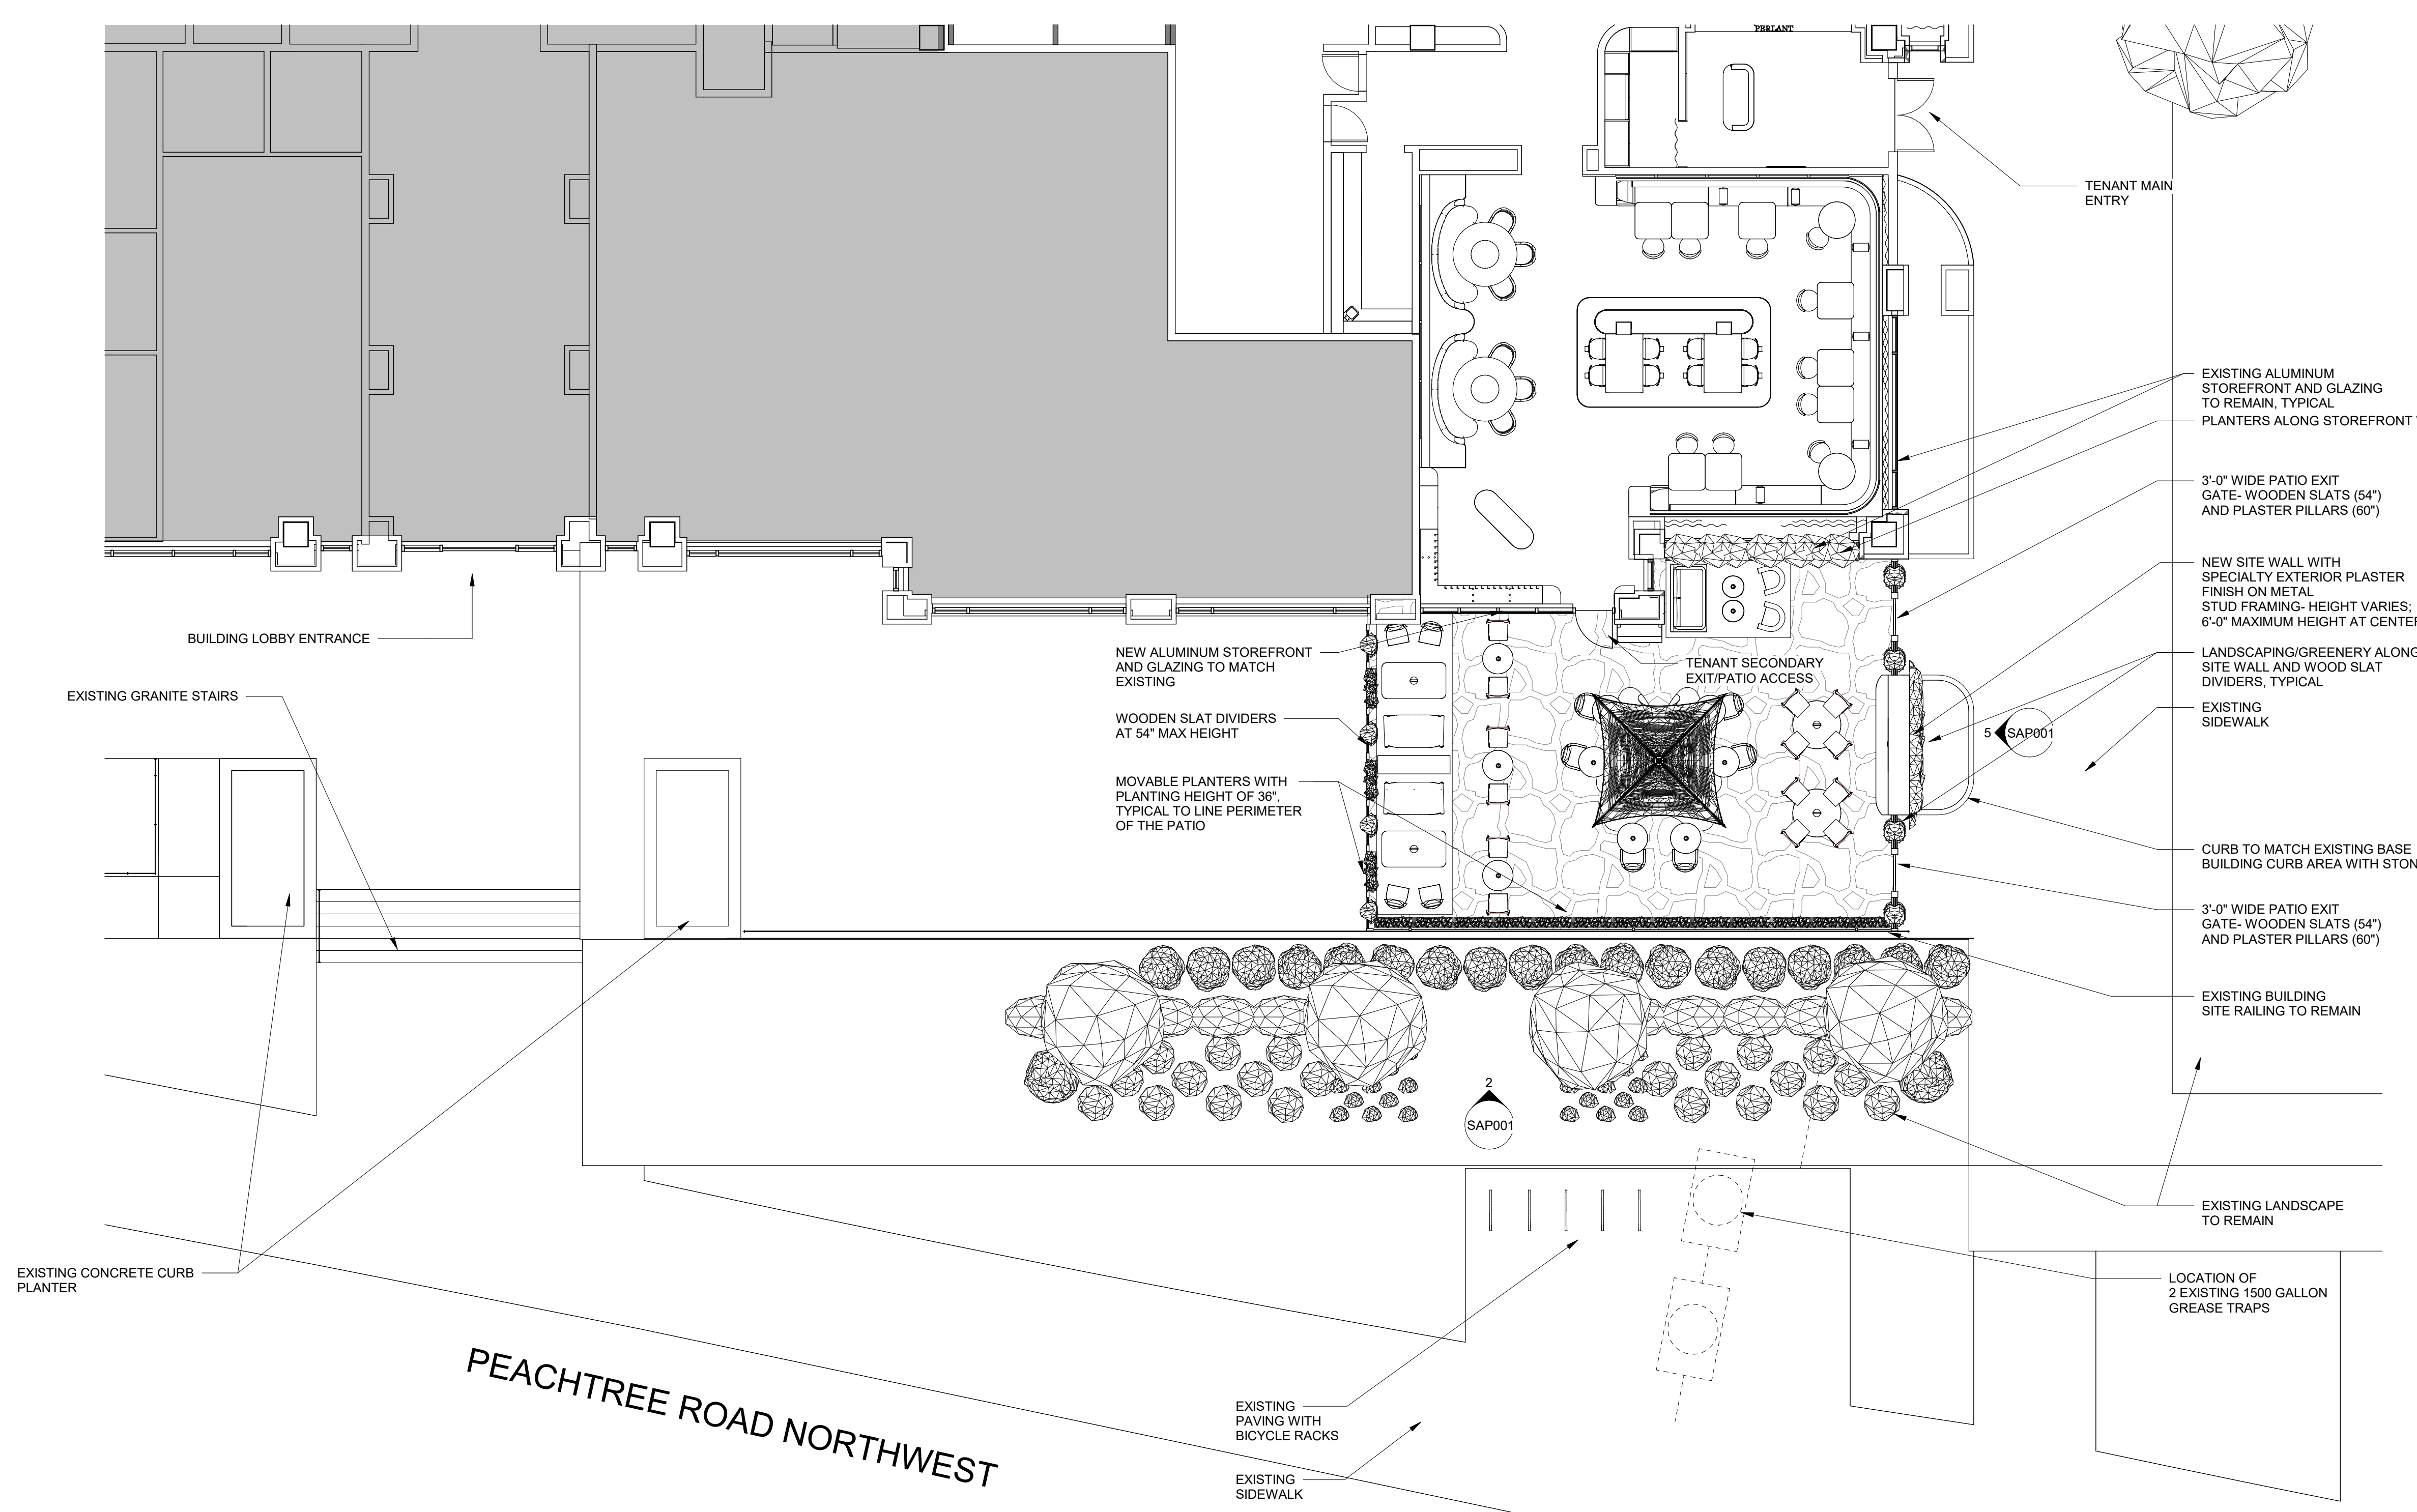 PERLANT
TENANT MAIN
ENTRY
EXISTING ALUMINUM
STOREFRONT AND GLAZING
TO REMAIN, TYPICAL
PLANTERS ALONG STOREFRONT
3'-0" WIDE PATIO EXIT
GATE- WOODEN SLATS (54")
AND PLASTER PILLARS (60")
NEW SITE WALL WITH
SPECIALTY EXTERIOR PLASTER
FINISH ON METAL
STUD FRAMING- HEIGHT VARIES;
6'-0" MAXIMUM HEIGHT AT CENTER
BUILDING LOBBY ENTRANCE
NEW ALUMINUM STOREFRONT
AND GLAZING TO MATCH
EXISTING
TENANT SECONDARY
EXIT/PATIO ACCESS
LANDSCAPING/GREENERY ALONG
SITE WALL AND WOOD SLAT
DIVIDERS, TYPICAL
EXISTING GRANITE STAIRS
WOODEN SLAT DIVIDERS
AT 54" MAX HEIGHT
EXISTING
SIDEWALK
5 SAP001
MOVABLE PLANTERS WITH
PLANTING HEIGHT OF 36",
TYPICAL TO LINE PERIMETER
OF THE PATIO
CURB TO MATCH EXISTING BASE
BUILDING CURB AREA WITH STON
3'-0" WIDE PATIO EXIT
GATE- WOODEN SLATS (54")
AND PLASTER PILLARS (60")
EXISTING BUILDING
SITE RAILING TO REMAIN
2
SAP001
EXISTING LANDSCAPE
TO REMAIN
EXISTING CONCRETE CURB
PLANTER
LOCATION OF
2 EXISTING 1500 GALLON
GREASE TRAPS
PEACHTREE ROAD NORTHWEST
EXISTING
PAVING WITH
BICYCLE RACKS
EXISTING
SIDEWALK